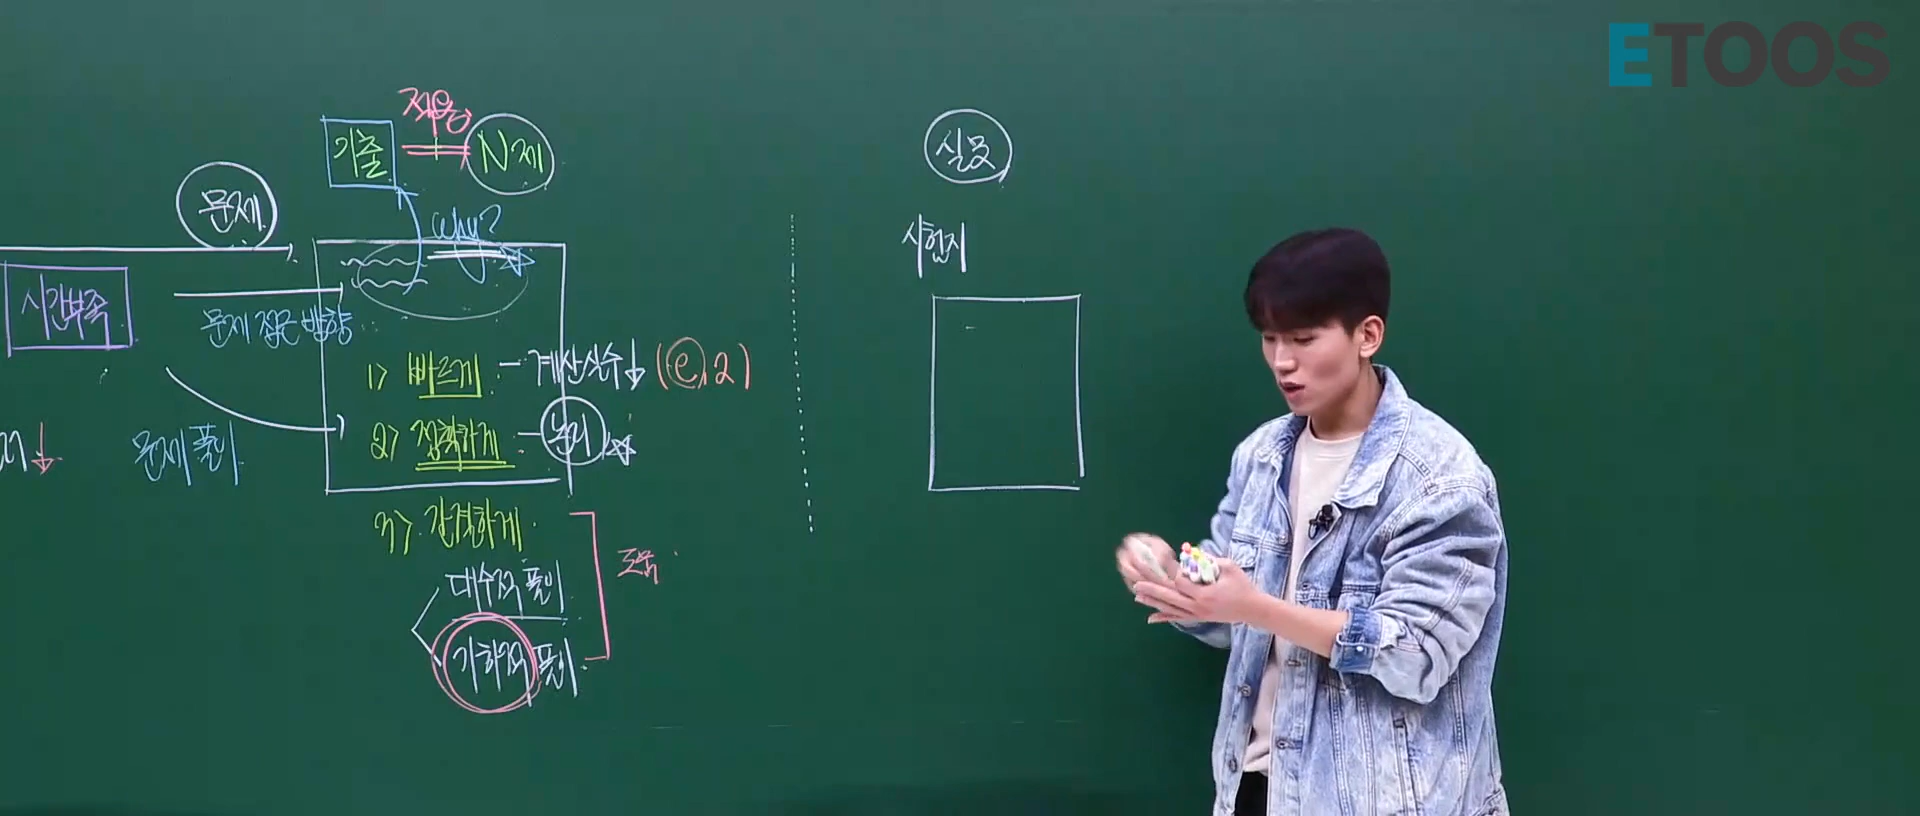 ETOOS
적용
기출
N제
실모
문제
Why?
시험지
시간부족
문제 접근 방향
1) 빠르게 - 계산실수↓ (e, 2)
2) 정확하게 - 논리
문제 풀이
3) 간결하게
조화
대수적 풀이
기하적 풀이